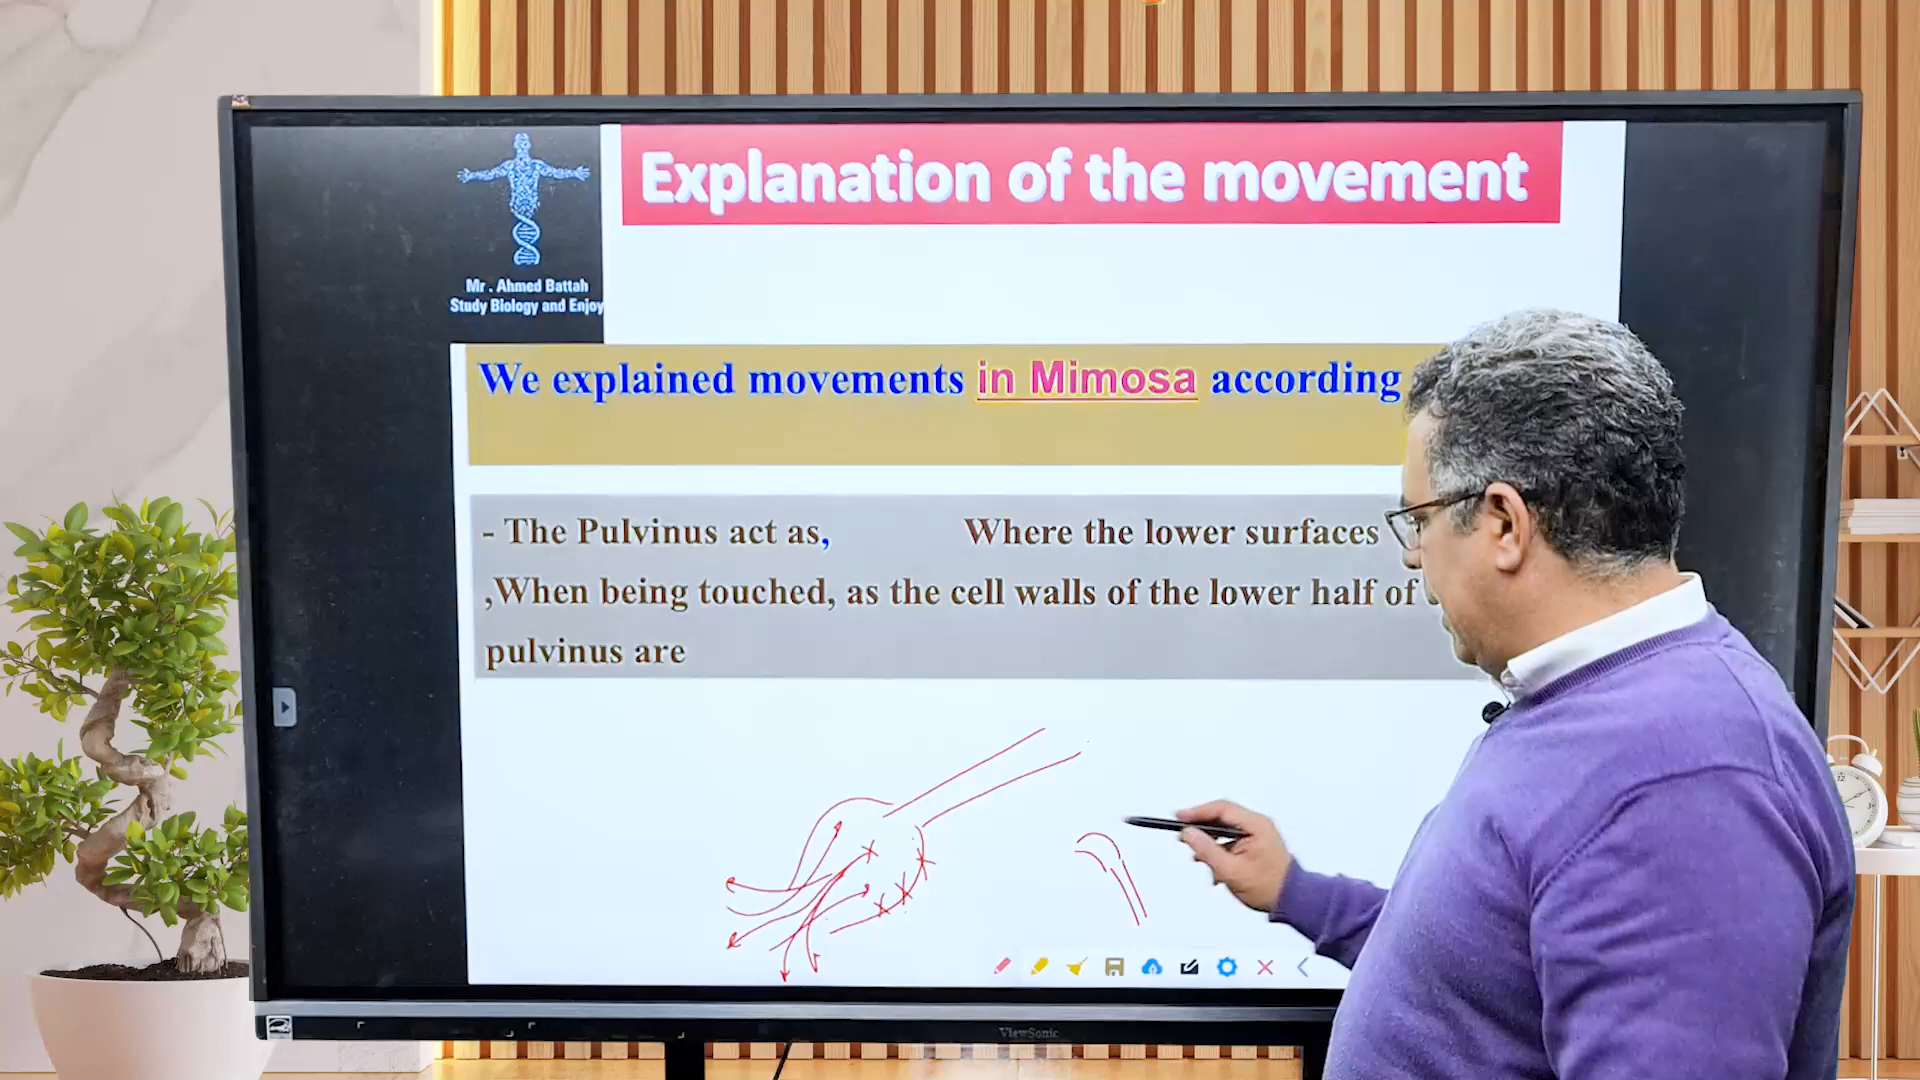 Explanation of the movement
Mr . Ahmed Battah
Study Biology and Enjoy
We explained movements in Mimosa according
- The Pulvinus act as, Where the lower surfaces
,When being touched, as the cell walls of the lower half of
pulvinus are
ViewSonic
12
3